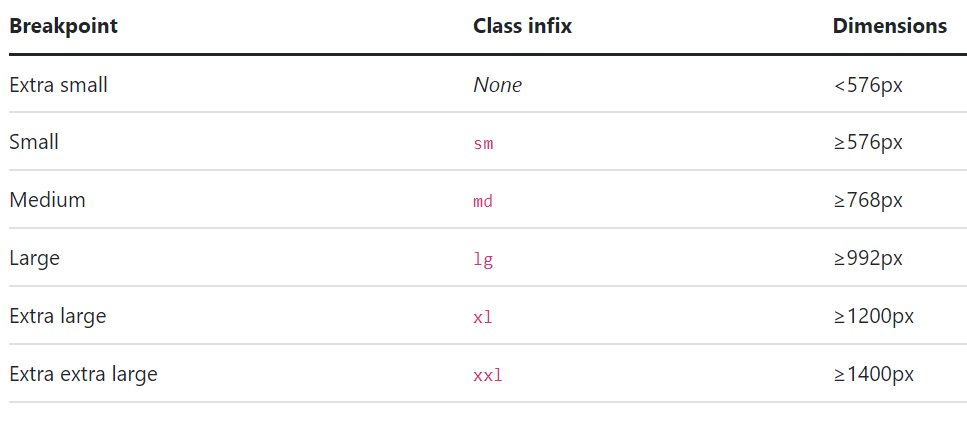 Breakpoint Class infix Dimensions
Extra small None <576px
Small sm ≥576px
Medium md ≥768px
Large lg ≥992px
Extra large xl ≥1200px
Extra extra large xxl ≥1400px